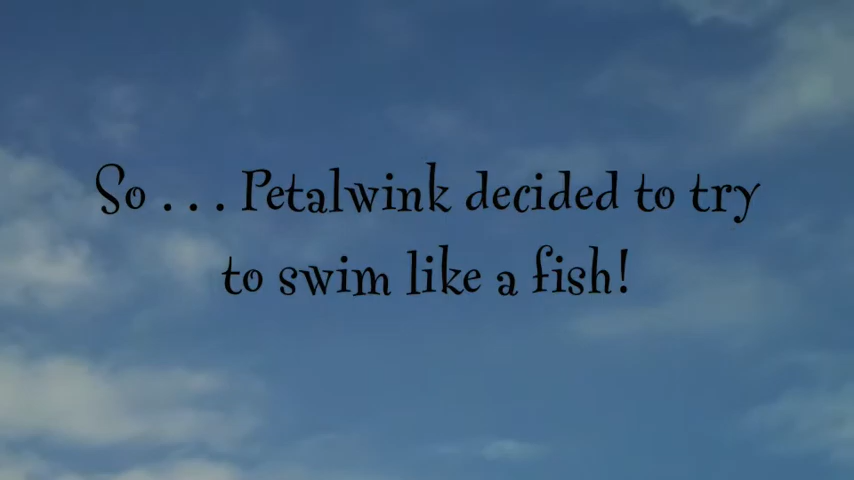 So . . . Petalwink decided to try
to swim like a fish!